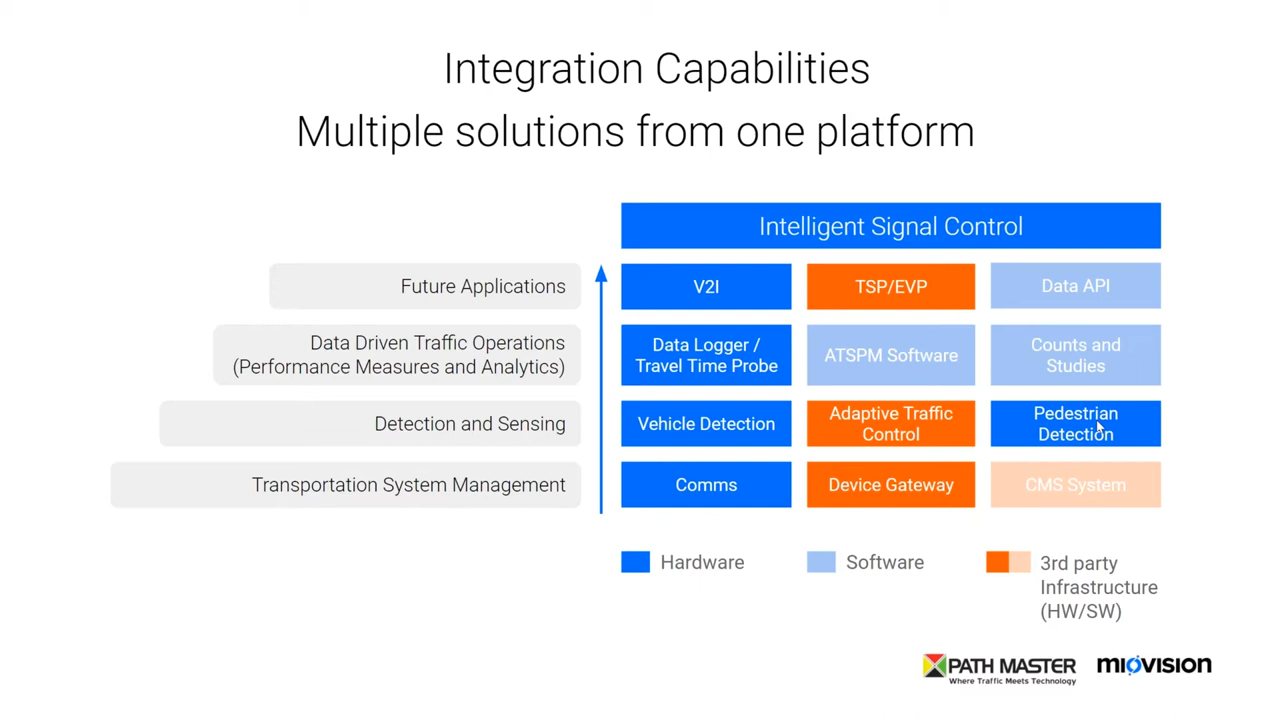 Integration Capabilities
Multiple solutions from one platform
Intelligent Signal Control
Future Applications
V2I
TSP/EVP
Data API
Data Driven Traffic Operations
(Performance Measures and Analytics)
Data Logger /
Travel Time Probe
ATSPM Software
Counts and
Studies
Detection and Sensing
Vehicle Detection
Adaptive Traffic
Control
Pedestrian
Detection
Transportation System Management
Comms
Device Gateway
CMS System
Hardware
Software
3rd party
Infrastructure
(HW/SW)
PATH MASTER
Where Traffic Meets Technology
miovision